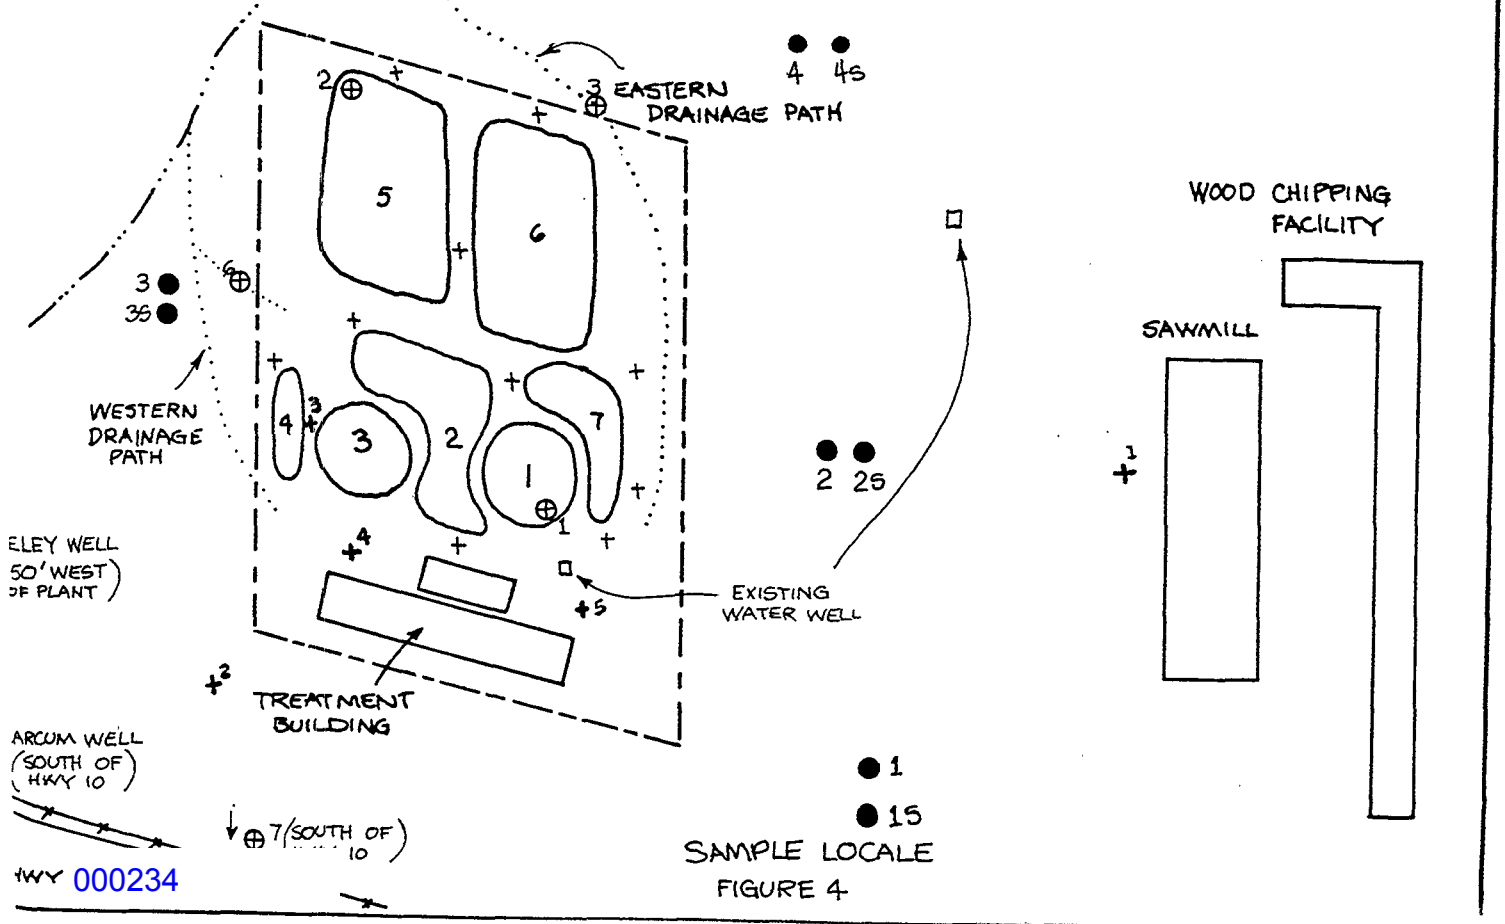 4 4S
2
3
EASTERN
DRAINAGE PATH
5
6
WOOD CHIPPING
FACILITY
3
3S
6
SAWMILL
WESTERN
DRAINAGE
PATH
4
3
3
2
1
7
1
2 2S
1
4
ELEY WELL
50' WEST)
OF PLANT)
5
EXISTING
WATER WELL
2
TREATMENT
BUILDING
ARCUM WELL
(SOUTH OF)
HWY 10
1
1S
7 (SOUTH OF)
10
SAMPLE LOCALE
FIGURE 4
HWY 000234